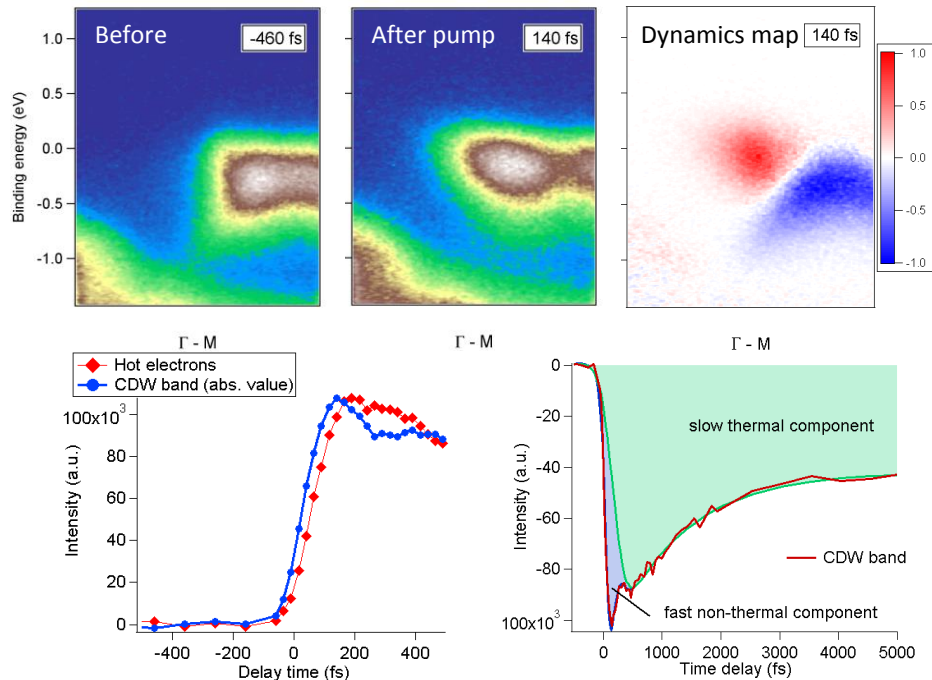 Before
-460 fs
After pump
140 fs
Dynamics map
140 fs
Binding energy (eV)
1.0
0.5
0.0
-0.5
-1.0
1.0
0.5
0.0
-0.5
-1.0
Γ - M
Γ - M
Γ - M
Hot electrons
CDW band (abs. value)
Intensity (a.u.)
100x10³
80
60
40
20
0
-400
-200
0
200
400
Delay time (fs)
Intensity (a.u.)
0
-20
-40
-60
-80
100x10³
slow thermal component
CDW band
fast non-thermal component
0
1000
2000
3000
4000
5000
Time delay (fs)